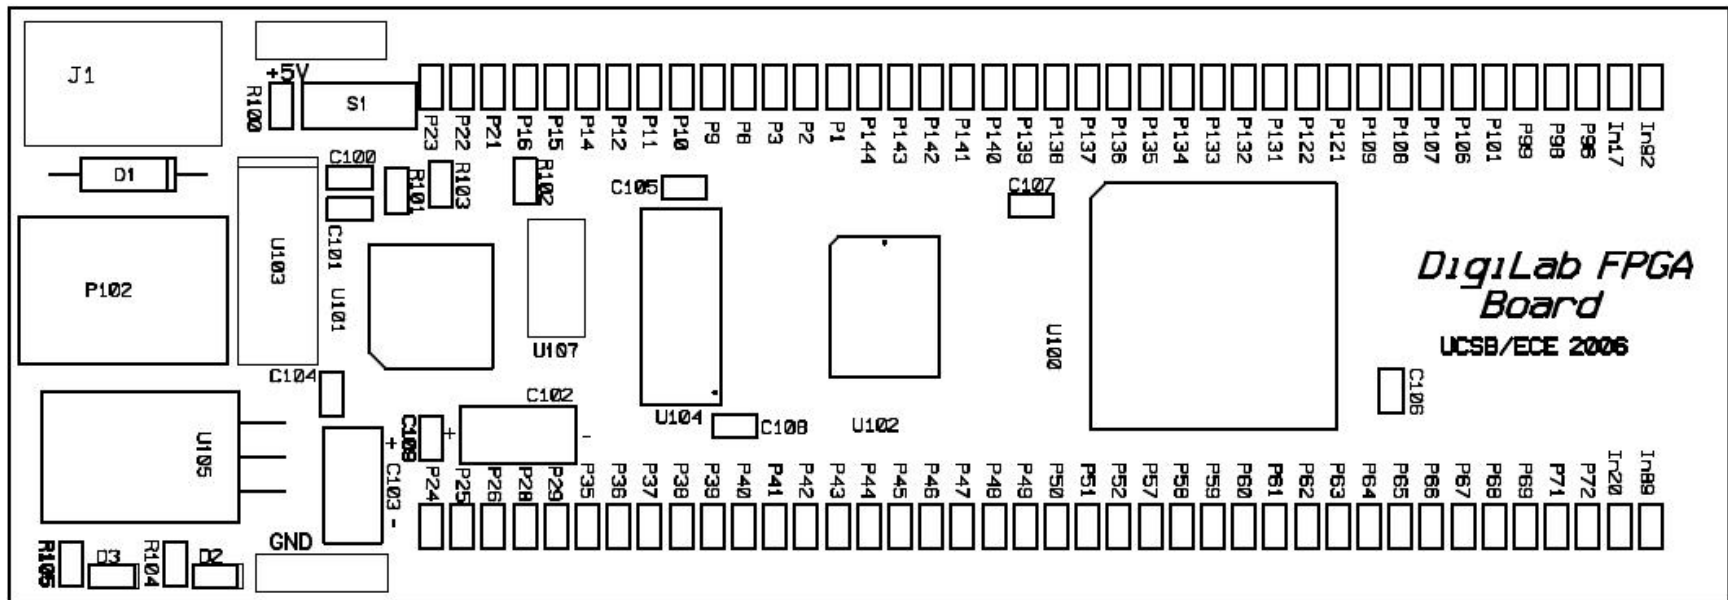 J1
+5V
R100
S1
P23 P22 P21 P16 P15 P14 P12 P11 P10 P9 P6 P3 P2 P1 P144 P143 P142 P141 P140 P139 P138 P137 P136 P135 P134 P133 P132 P131 P122 P121 P109 P108 P107 P106 P101 P99 P98 P96 In17 In92
D1
C100
R101
R103
R102
C105
C107
C101
U103
P102
U101
U107
U100
DigiLab FPGA
Board
UCSB/ECE 2006
C104
C102
U104
C108
U102
C106
U105
+ C103 -
C109
+ -
P24 P25 P26 P28 P29 P35 P36 P37 P38 P39 P40 P41 P42 P43 P44 P45 P46 P47 P48 P49 P50 P51 P52 P57 P58 P59 P60 P61 P62 P63 P64 P65 P66 P67 P68 P69 P71 P72 In20 In89
GND
R105
D3
R104
D2